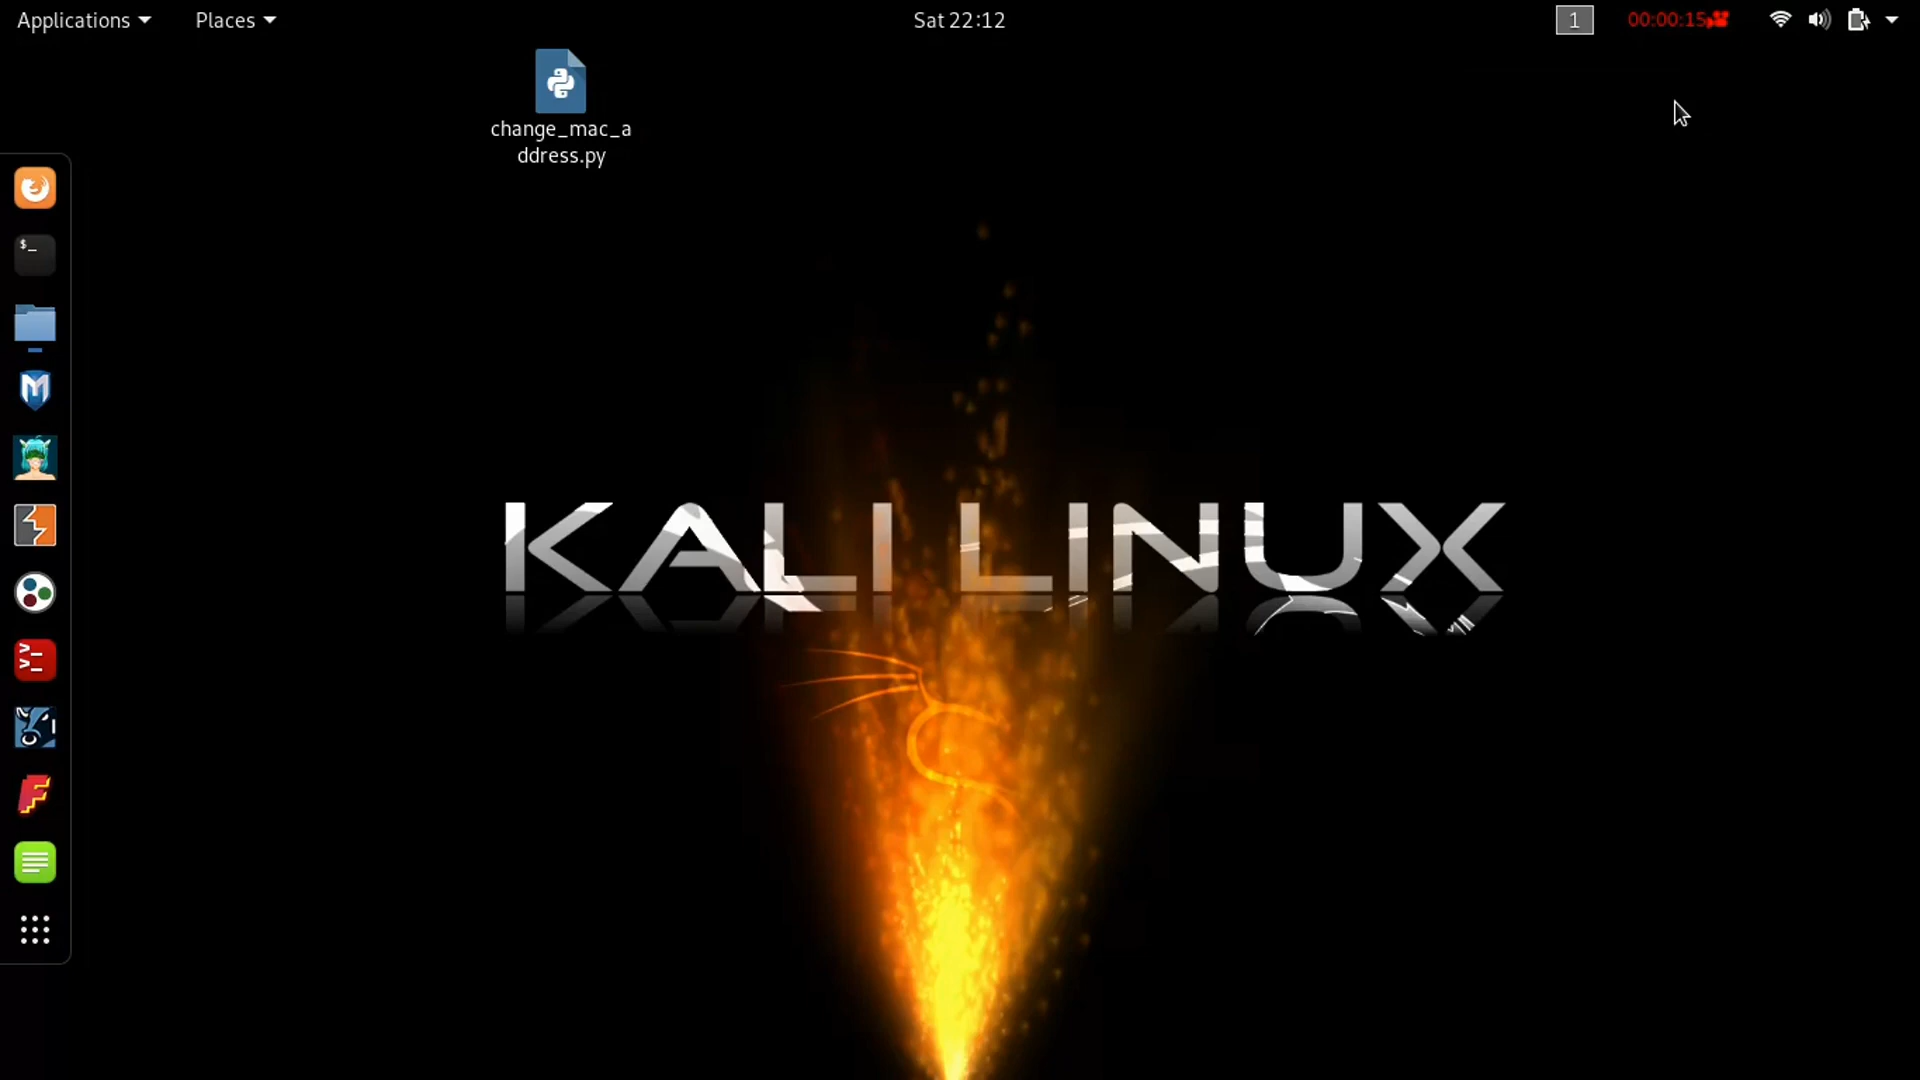 Applications Places Sat 22:12 1 00:00:15
change_mac_a
ddress.py
$_
KALI LINUX